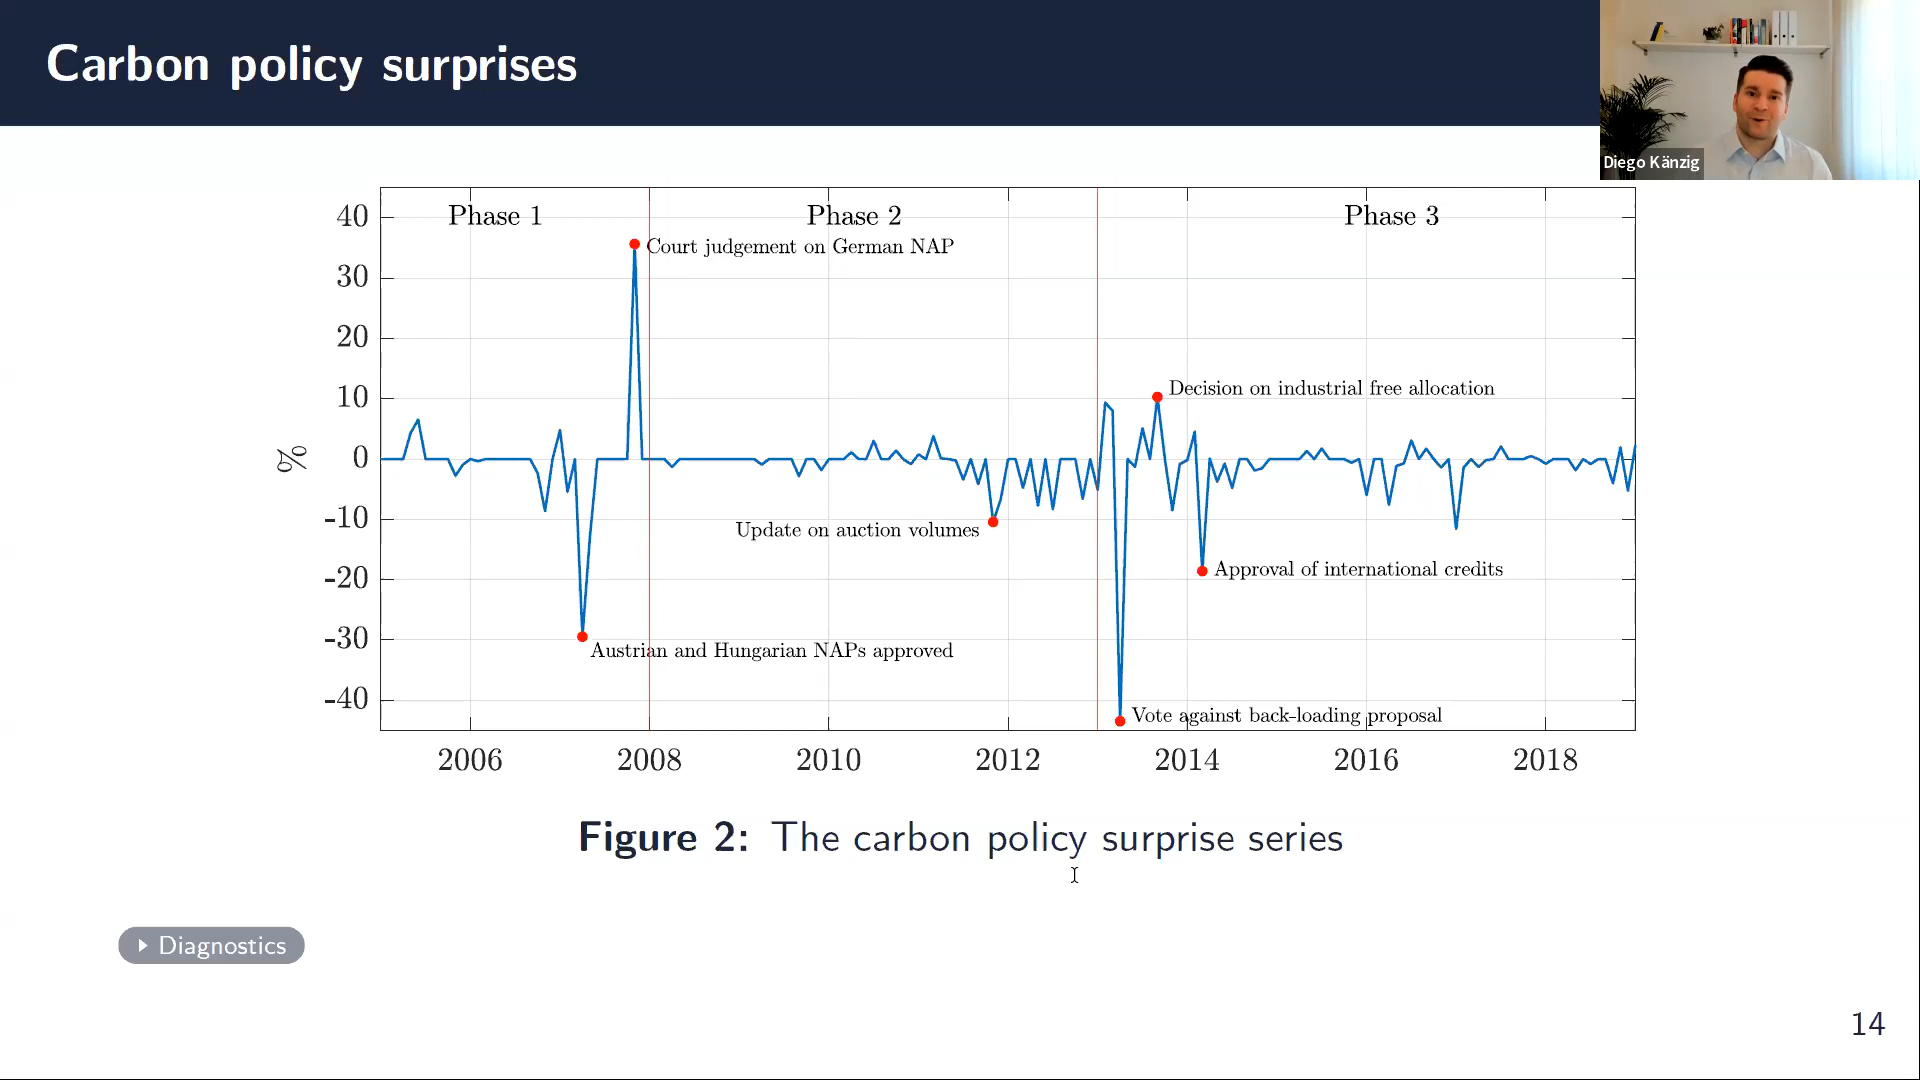 Carbon policy surprises
Diego Känzig
Phase 1
Phase 2
Phase 3
40
30
20
10
0
-10
-20
-30
-40
%
Court judgement on German NAP
Decision on industrial free allocation
Update on auction volumes
Approval of international credits
Austrian and Hungarian NAPs approved
Vote against back-loading proposal
2006
2008
2010
2012
2014
2016
2018
Figure 2: The carbon policy surprise series
Diagnostics
14